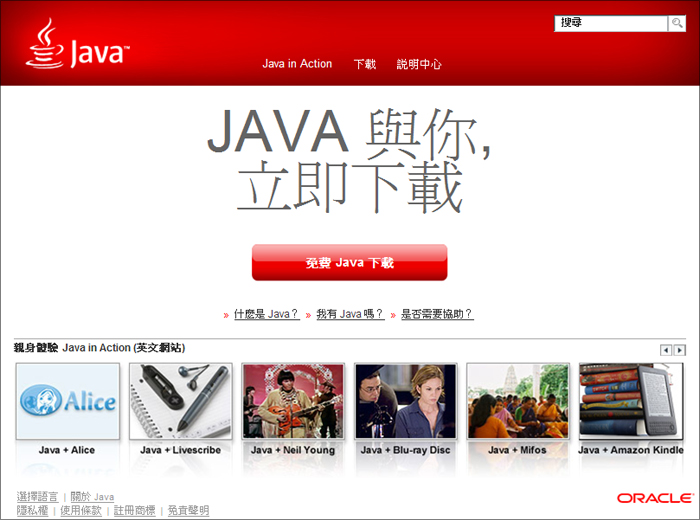 搜尋
Java™
Java in Action 下載 說明中心
JAVA 與你,
立即下載
免費 Java 下載
» 什麼是 Java? » 我有 Java 嗎? » 是否需要協助?
親身體驗 Java in Action (英文網站)
Alice
Java + Alice Java + Livescribe Java + Neil Young Java + Blu-ray Disc Java + Mifos Java + Amazon Kindle
選擇語言 | 關於 Java
隱私權 | 使用條款 | 註冊商標 | 免責聲明
ORACLE